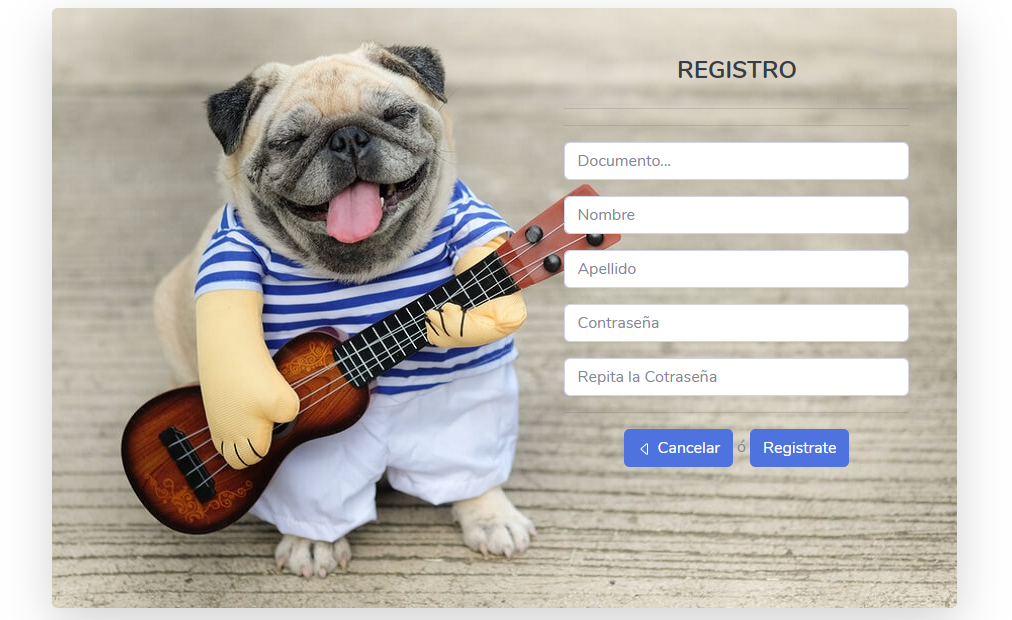 REGISTRO
Documento...
Nombre
Apellido
Contraseña
Repita la Cotraseña
Cancelar ó Registrate